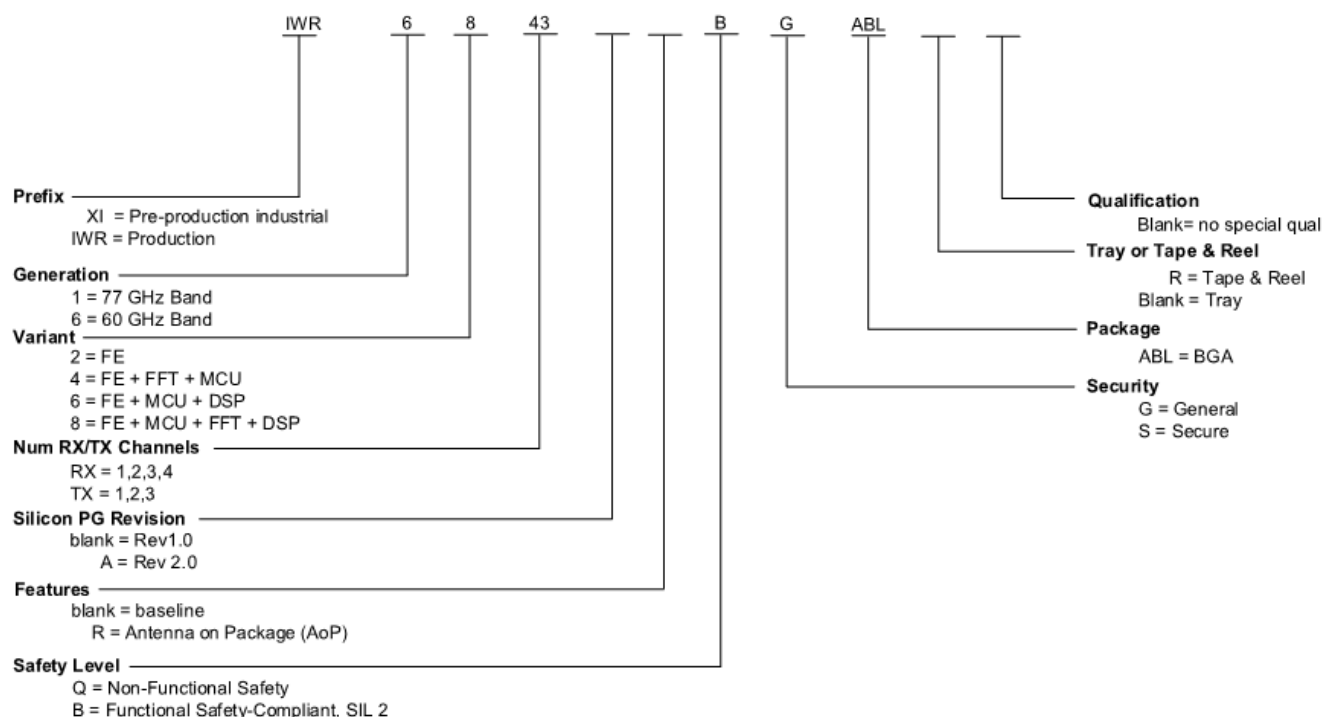 IWR 6 8 43 B G ABL
Prefix
XI = Pre-production industrial
IWR = Production
Generation
1 = 77 GHz Band
6 = 60 GHz Band
Variant
2 = FE
4 = FE + FFT + MCU
6 = FE + MCU + DSP
8 = FE + MCU + FFT + DSP
Num RX/TX Channels
RX = 1,2,3,4
TX = 1,2,3
Silicon PG Revision
blank = Rev1.0
A = Rev 2.0
Features
blank = baseline
R = Antenna on Package (AoP)
Safety Level
Q = Non-Functional Safety
B = Functional Safety-Compliant, SIL 2
Qualification
Blank= no special qual
Tray or Tape & Reel
R = Tape & Reel
Blank = Tray
Package
ABL = BGA
Security
G = General
S = Secure